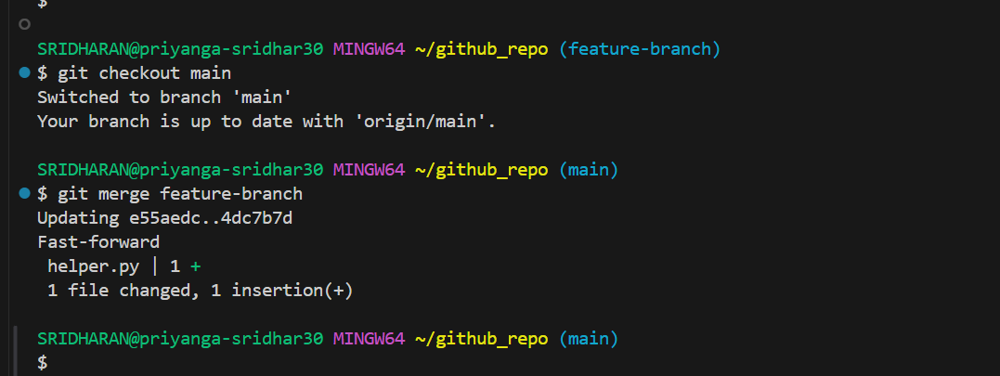 $
SRIDHARAN@priyanga-sridhar30 MINGW64 ~/github_repo (feature-branch)
$ git checkout main
Switched to branch 'main'
Your branch is up to date with 'origin/main'.
SRIDHARAN@priyanga-sridhar30 MINGW64 ~/github_repo (main)
$ git merge feature-branch
Updating e55aedc..4dc7b7d
Fast-forward
 helper.py | 1 +
 1 file changed, 1 insertion(+)
SRIDHARAN@priyanga-sridhar30 MINGW64 ~/github_repo (main)
$